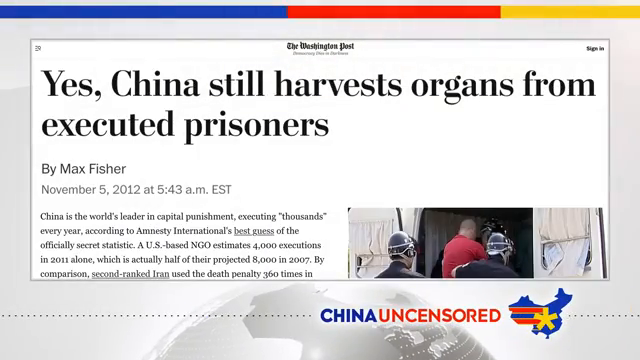 The Washington Post
Democracy Dies in Darkness
Sign in
Yes, China still harvests organs from
executed prisoners
By Max Fisher
November 5, 2012 at 5:43 a.m. EST
China is the world's leader in capital punishment, executing "thousands"
every year, according to Amnesty International's best guess of the
officially secret statistic. A U.S.-based NGO estimates 4,000 executions
in 2011 alone, which is actually half of their projected 8,000 in 2007. By
comparison, second-ranked Iran used the death penalty 360 times in
CHINAUNCENSORED